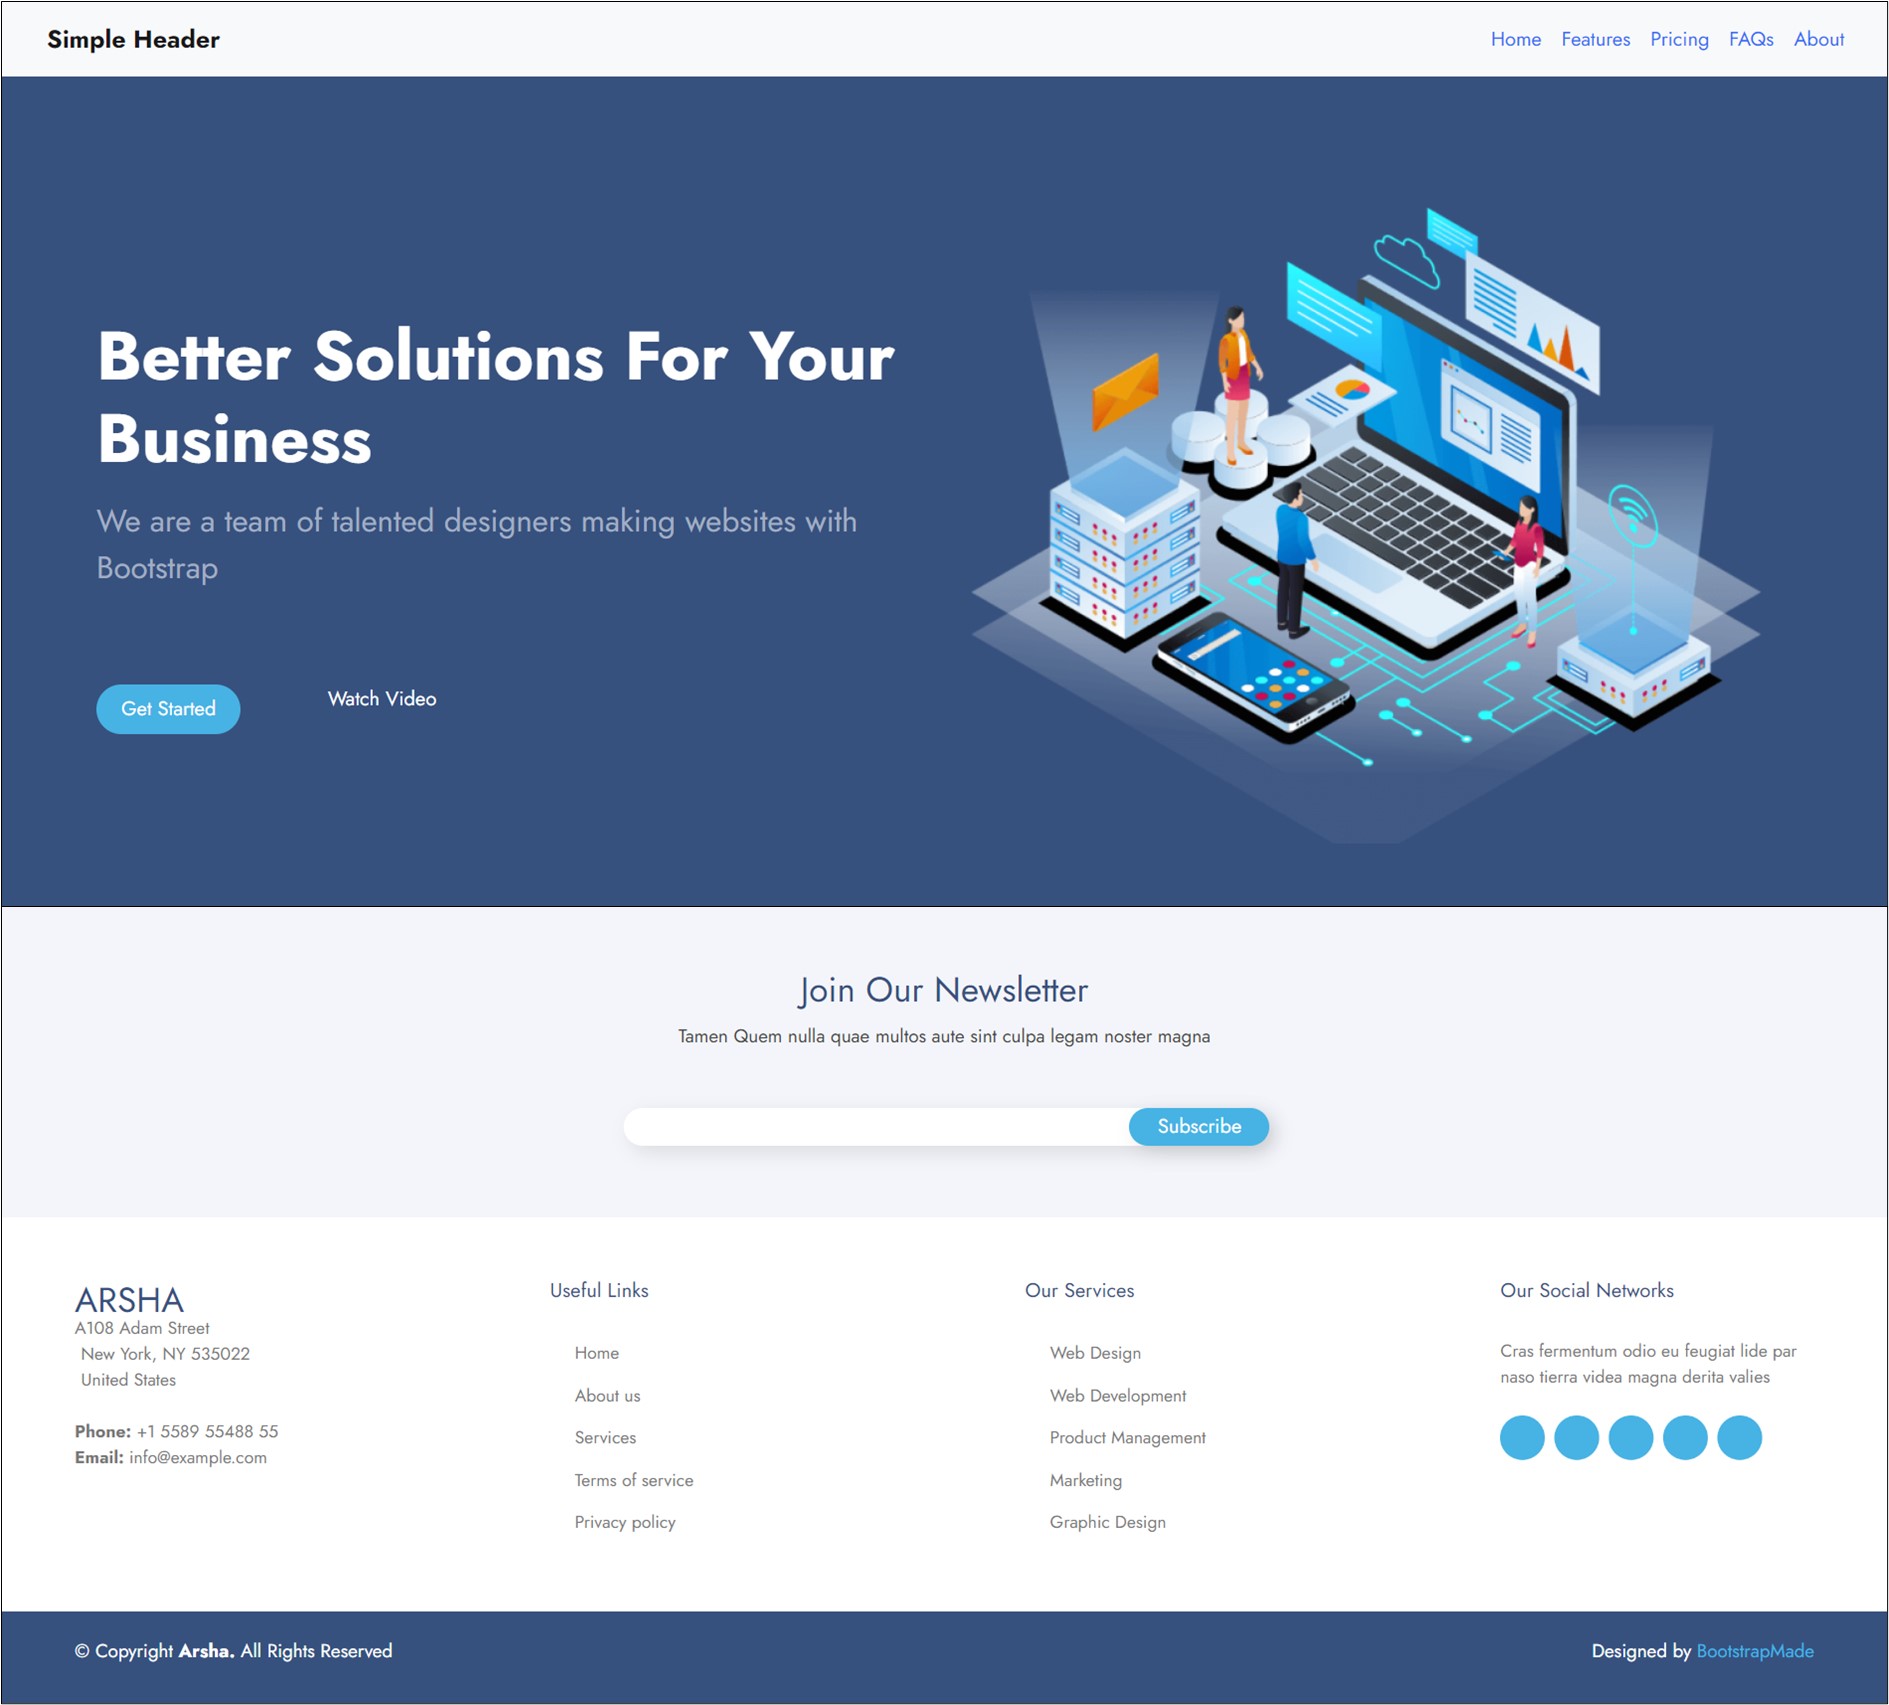 Simple Header
Home Features Pricing FAQs About
Better Solutions For Your
Business
We are a team of talented designers making websites with
Bootstrap
Get Started
Watch Video
Join Our Newsletter
Tamen Quem nulla quae multos aute sint culpa legam noster magna
Subscribe
ARSHA
A108 Adam Street
New York, NY 535022
United States
Phone: +1 5589 55488 55
Email: info@example.com
Useful Links
Home
About us
Services
Terms of service
Privacy policy
Our Services
Web Design
Web Development
Product Management
Marketing
Graphic Design
Our Social Networks
Cras fermentum odio eu feugiat lide par
naso tierra videa magna derita valies
© Copyright Arsha. All Rights Reserved
Designed by BootstrapMade